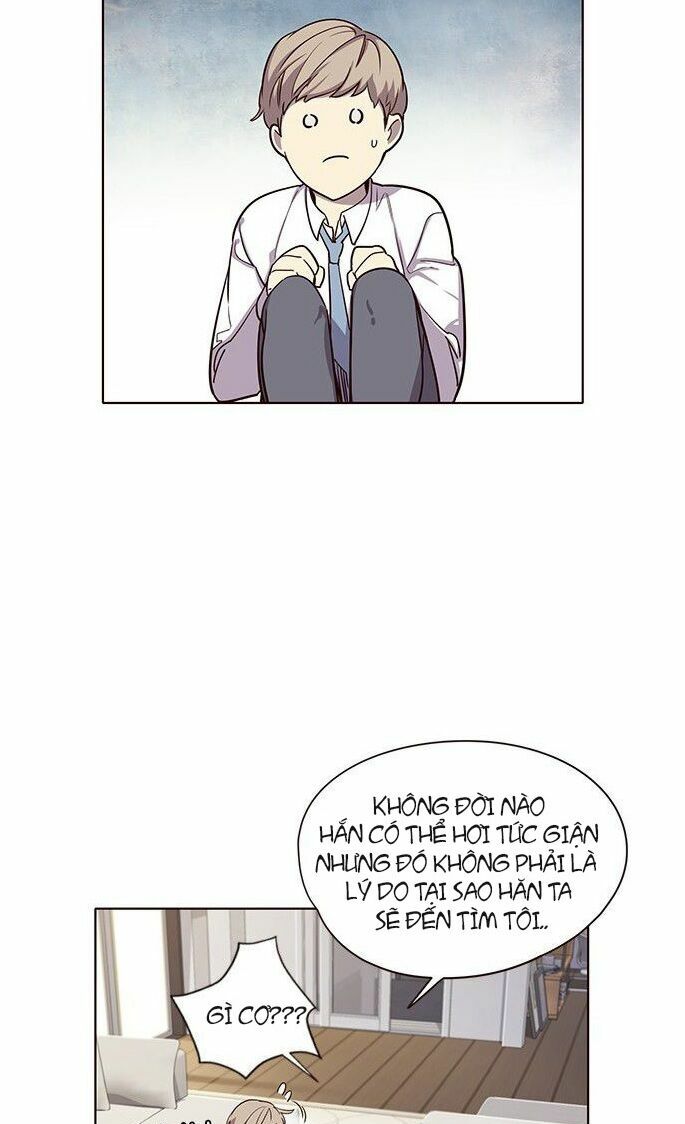 KHÔNG ĐỜI NÀO
HẮN CÓ THỂ HƠI TỨC GIẬN
NHƯNG ĐÓ KHÔNG PHẢI LÀ
LÝ DO TẠI SAO HĂN TA
SẼ ĐẾN TÌM TÔI..
GÌ CƠ???